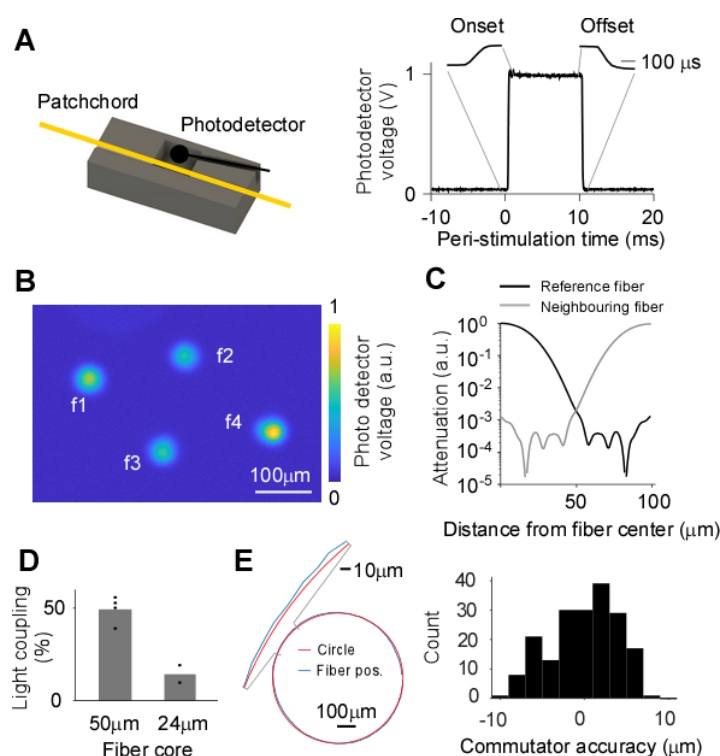 A
Patchchord
Photodetector
Onset
Offset
100 μs
Photodetector
voltage (V)
1
0
-10
0
10
20
Peri-stimulation time (ms)
B
f1
f2
f3
f4
100μm
1
0
Photo detector
voltage (a.u.)
C
Reference fiber
Neighbouring fiber
Attenuation (a.u.)
10⁰
10⁻¹
10⁻²
10⁻³
10⁻⁴
10⁻⁵
50
100
Distance from fiber center (μm)
D
Light coupling
(%)
50
0
50μm
24μm
Fiber core
E
10μm
Circle
Fiber pos.
100μm
Count
40
30
20
10
0
-10
0
10
Commutator accuracy (μm)